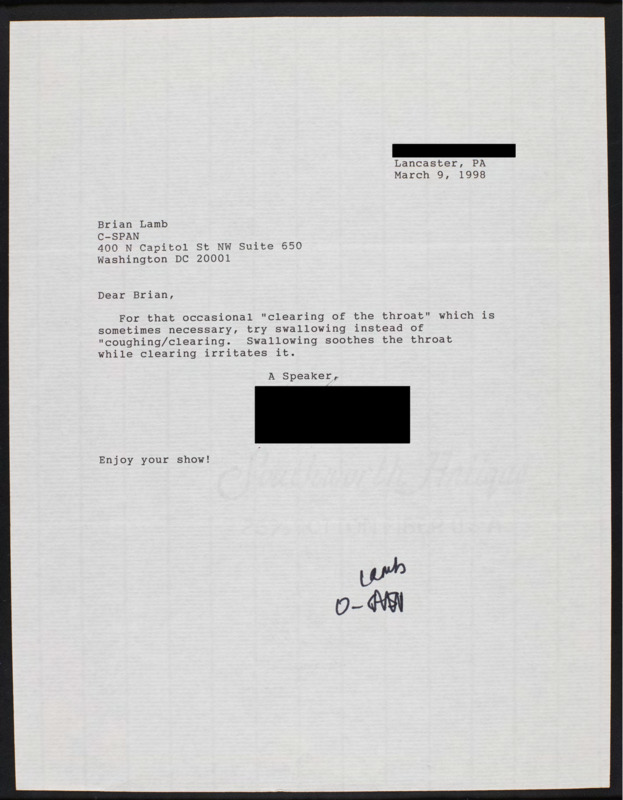 Lancaster, PA
March 9, 1998
Brian Lamb
C-SPAN
400 N Capitol St NW Suite 650
Washington DC 20001
Dear Brian,
For that occasional "clearing of the throat" which is
sometimes necessary, try swallowing instead of
"coughing/clearing. Swallowing soothes the throat
while clearing irritates it.
A Speaker,
Enjoy your show!
Southworth Antique
Lamb